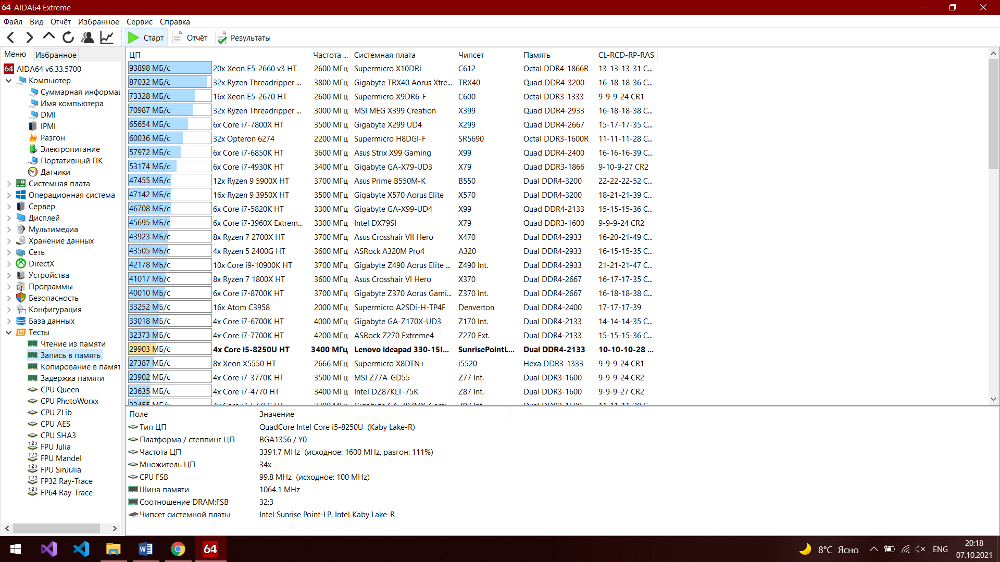 AIDA64 Extreme
Файл Вид Отчёт Избранное Сервис Справка
Старт Отчёт Результаты
Меню Избранное
AIDA64 v6.33.5700
Компьютер
Суммарная информац
Имя компьютера
DMI
IPMI
Разгон
Электропитание
Портативный ПК
Датчики
Системная плата
Операционная система
Сервер
Дисплей
Мультимедиа
Хранение данных
Сеть
DirectX
Устройства
Программы
Безопасность
Конфигурация
База данных
Тесты
Чтение из памяти
Запись в память
Копирование в памят
Задержка памяти
CPU Queen
CPU PhotoWorxx
CPU ZLib
CPU AES
CPU SHA3
FPU Julia
FPU Mandel
FPU SinJulia
FP32 Ray-Trace
FP64 Ray-Trace
ЦП Частота ... Системная плата Чипсет Память CL-RCD-RP-RAS
93898 МБ/с 20x Xeon E5-2660 v3 HT 2600 МГц Supermicro X10DRi C612 Octal DDR4-1866R 13-13-13-31 C...
87032 МБ/с 32x Ryzen Threadripper ... 3800 МГц Gigabyte TRX40 Aorus Xtre... TRX40 Quad DDR4-3200 16-18-18-36 C...
73328 МБ/с 16x Xeon E5-2670 HT 2600 МГц Supermicro X9DR6-F C600 Octal DDR3-1333 9-9-9-24 CR1
70987 МБ/с 32x Ryzen Threadripper ... 3000 МГц MSI MEG X399 Creation X399 Quad DDR4-2933 16-18-18-38 C...
65654 МБ/с 6x Core i7-7800X HT 3500 МГц Gigabyte X299 UD4 X299 Quad DDR4-2667 15-17-17-35 C...
60036 МБ/с 32x Opteron 6274 2200 МГц Supermicro H8DGI-F SR5690 Octal DDR3-1600R 11-11-11-28 C...
57972 МБ/с 6x Core i7-6850K HT 3600 МГц Asus Strix X99 Gaming X99 Quad DDR4-2400 16-16-16-39 C...
53174 МБ/с 6x Core i7-4930K HT 3400 МГц Gigabyte GA-X79-UD3 X79 Quad DDR3-1866 9-10-9-27 CR2
47455 МБ/с 12x Ryzen 9 5900X HT 3700 МГц Asus Prime B550M-K B550 Dual DDR4-3200 22-22-22-52 C...
47142 МБ/с 16x Ryzen 9 3950X HT 3500 МГц Gigabyte X570 Aorus Elite X570 Dual DDR4-3200 18-21-21-39 C...
46708 МБ/с 6x Core i7-5820K HT 3300 МГц Gigabyte GA-X99-UD4 X99 Quad DDR4-2133 15-15-15-36 C...
45695 МБ/с 6x Core i7-3960X Extrem... 3300 МГц Intel DX79SI X79 Quad DDR3-1600 9-9-9-24 CR2
43923 МБ/с 8x Ryzen 7 2700X HT 3700 МГц Asus Crosshair VII Hero X470 Dual DDR4-2933 16-20-21-49 C...
43505 МБ/с 4x Ryzen 5 2400G HT 3600 МГц ASRock A320M Pro4 A320 Dual DDR4-2933 16-15-15-35 C...
42178 МБ/с 10x Core i9-10900K HT 3700 МГц Gigabyte Z490 Aorus Elite ... Z490 Int. Dual DDR4-2933 21-21-21-47 C...
41017 МБ/с 8x Ryzen 7 1800X HT 3600 МГц Asus Crosshair VI Hero X370 Dual DDR4-2667 16-17-17-35 C...
40010 МБ/с 6x Core i7-8700K HT 3700 МГц Gigabyte Z370 Aorus Gami... Z370 Int. Dual DDR4-2667 16-18-18-38 C...
33252 МБ/с 16x Atom C3958 2000 МГц Supermicro A2SDi-H-TP4F Denverton Dual DDR4-2400 17-17-17-39
33018 МБ/с 4x Core i7-6700K HT 4000 МГц Gigabyte GA-Z170X-UD3 Z170 Int. Dual DDR4-2133 14-14-14-35 C...
32373 МБ/с 4x Core i7-7700K HT 4200 МГц ASRock Z270 Extreme4 Z270 Ext. Dual DDR4-2133 15-15-15-36 C...
29903 МБ/с 4x Core i5-8250U HT 3400 МГц Lenovo ideapad 330-15I... SunrisePointL... Dual DDR4-2133 10-10-10-28 ...
27387 МБ/с 8x Xeon X5550 HT 2666 МГц Supermicro X8DTN+ i5520 Hexa DDR3-1333 9-9-9-24 CR1
23902 МБ/с 4x Core i7-3770K HT 3500 МГц MSI Z77A-GD55 Z77 Int. Dual DDR3-1600 9-9-9-24 CR2
23635 МБ/с 4x Core i7-4770 HT 3400 МГц Intel DZ87KLT-75K Z87 Int. Dual DDR3-1600 9-9-9-27 CR2
Поле Значение
Тип ЦП QuadCore Intel Core i5-8250U (Kaby Lake-R)
Платформа / степпинг ЦП BGA1356 / Y0
Частота ЦП 3391.7 MHz (исходное: 1600 MHz, разгон: 111%)
Множитель ЦП 34x
CPU FSB 99.8 MHz (исходное: 100 MHz)
Шина памяти 1064.1 MHz
Соотношение DRAM:FSB 32:3
Чипсет системной платы Intel Sunrise Point-LP, Intel Kaby Lake-R
8°C Ясно ENG 20:18
07.10.2021